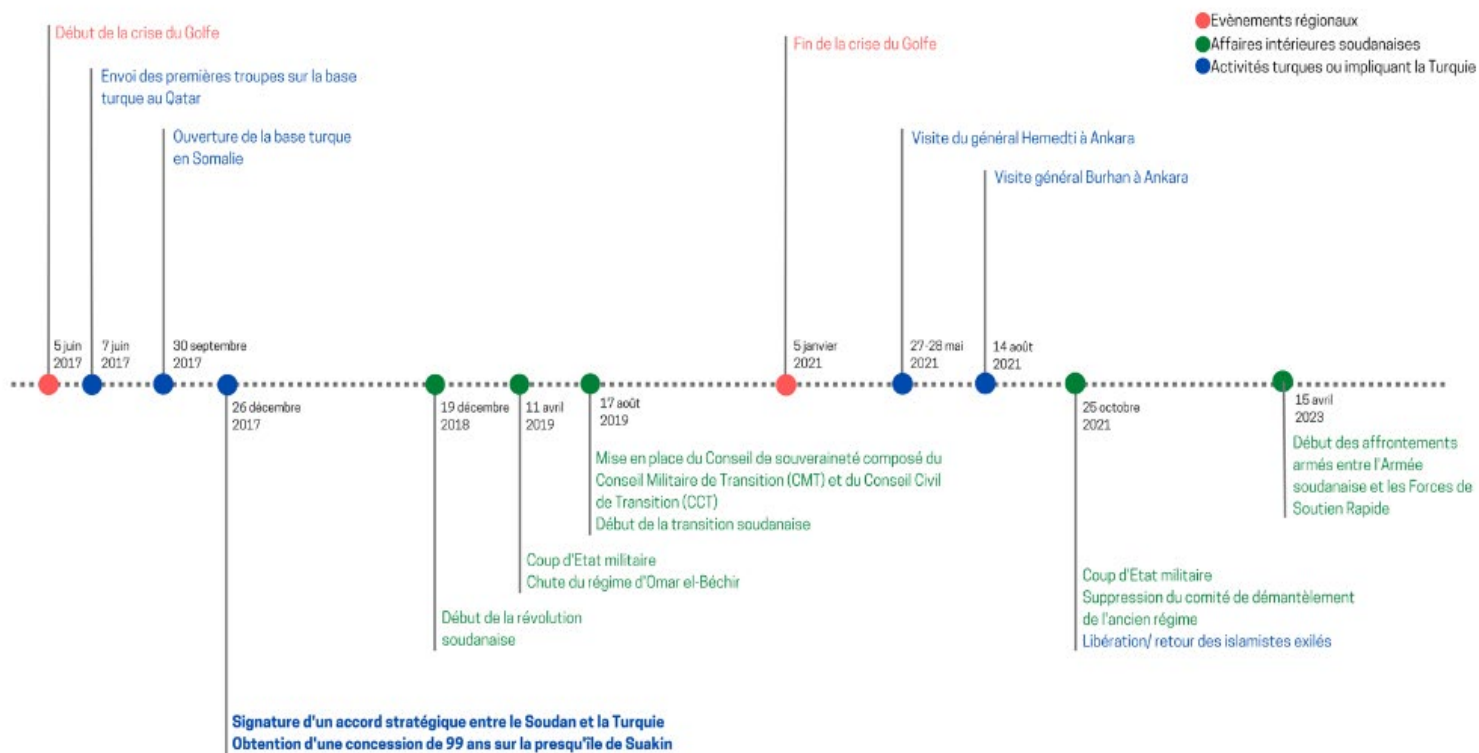 Evènements régionaux
Affaires intérieures soudanaises
Activités turques ou impliquant la Turquie
Début de la crise du Golfe
Envoi des premières troupes sur la base
turque au Qatar
Ouverture de la base turque
en Somalie
Fin de la crise du Golfe
Visite du général Hemedti à Ankara
Visite général Burhan à Ankara
5 juin
2017
7 juin
2017
30 septembre
2017
5 janvier
2021
27-28 mai
2021
14 août
2021
26 décembre
2017
19 décembre
2018
11 avril
2019
17 août
2019
25 octobre
2021
15 avril
2023
Mise en place du Conseil de souveraineté composé du
Conseil Militaire de Transition (CMT) et du Conseil Civil
de Transition (CCT)
Début de la transition soudanaise
Début des affrontements
armés entre l'Armée
soudanaise et les Forces de
Soutien Rapide
Coup d'Etat militaire
Chute du régime d'Omar el-Béchir
Coup d'Etat militaire
Suppression du comité de démantèlement
de l'ancien régime
Libération/ retour des islamistes exilés
Début de la révolution
soudanaise
Signature d'un accord stratégique entre le Soudan et la Turquie
Obtention d'une concession de 99 ans sur la presqu'île de Suakin